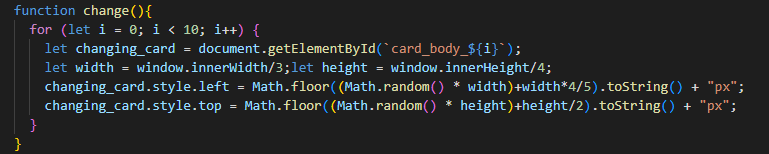 function change(){
for (let i = 0; i < 10; i++) {
let changing_card = document.getElementById(`card_body_${i}`);
let width = window.innerWidth/3;let height = window.innerHeight/4;
changing_card.style.left = Math.floor((Math.random() * width)+width*4/5).toString() + "px";
changing_card.style.top = Math.floor((Math.random() * height)+height/2).toString() + "px";
}
}